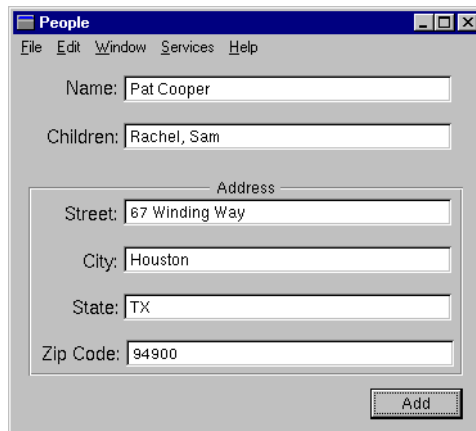 People
File Edit Window Services Help
Name: Pat Cooper
Children: Rachel, Sam
Address
Street: 67 Winding Way
City: Houston
State: TX
Zip Code: 94900
Add